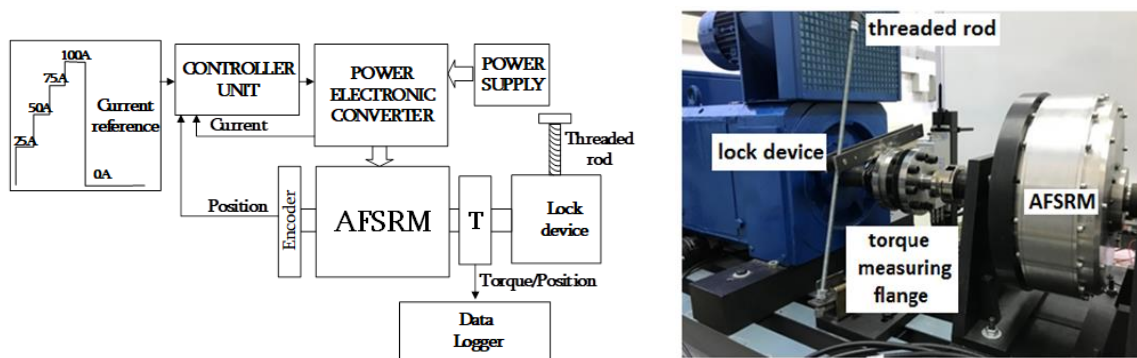 100A
75A
50A
25A
Current
reference
0A
CONTROLLER
UNIT
POWER
ELECTRONIC
CONVERTER
POWER
SUPPLY
Current
Threaded
rod
Position
Encoder
AFSRM
T
Lock
device
Torque/Position
Data
Logger
threaded rod
lock device
AFSRM
torque
measuring
flange